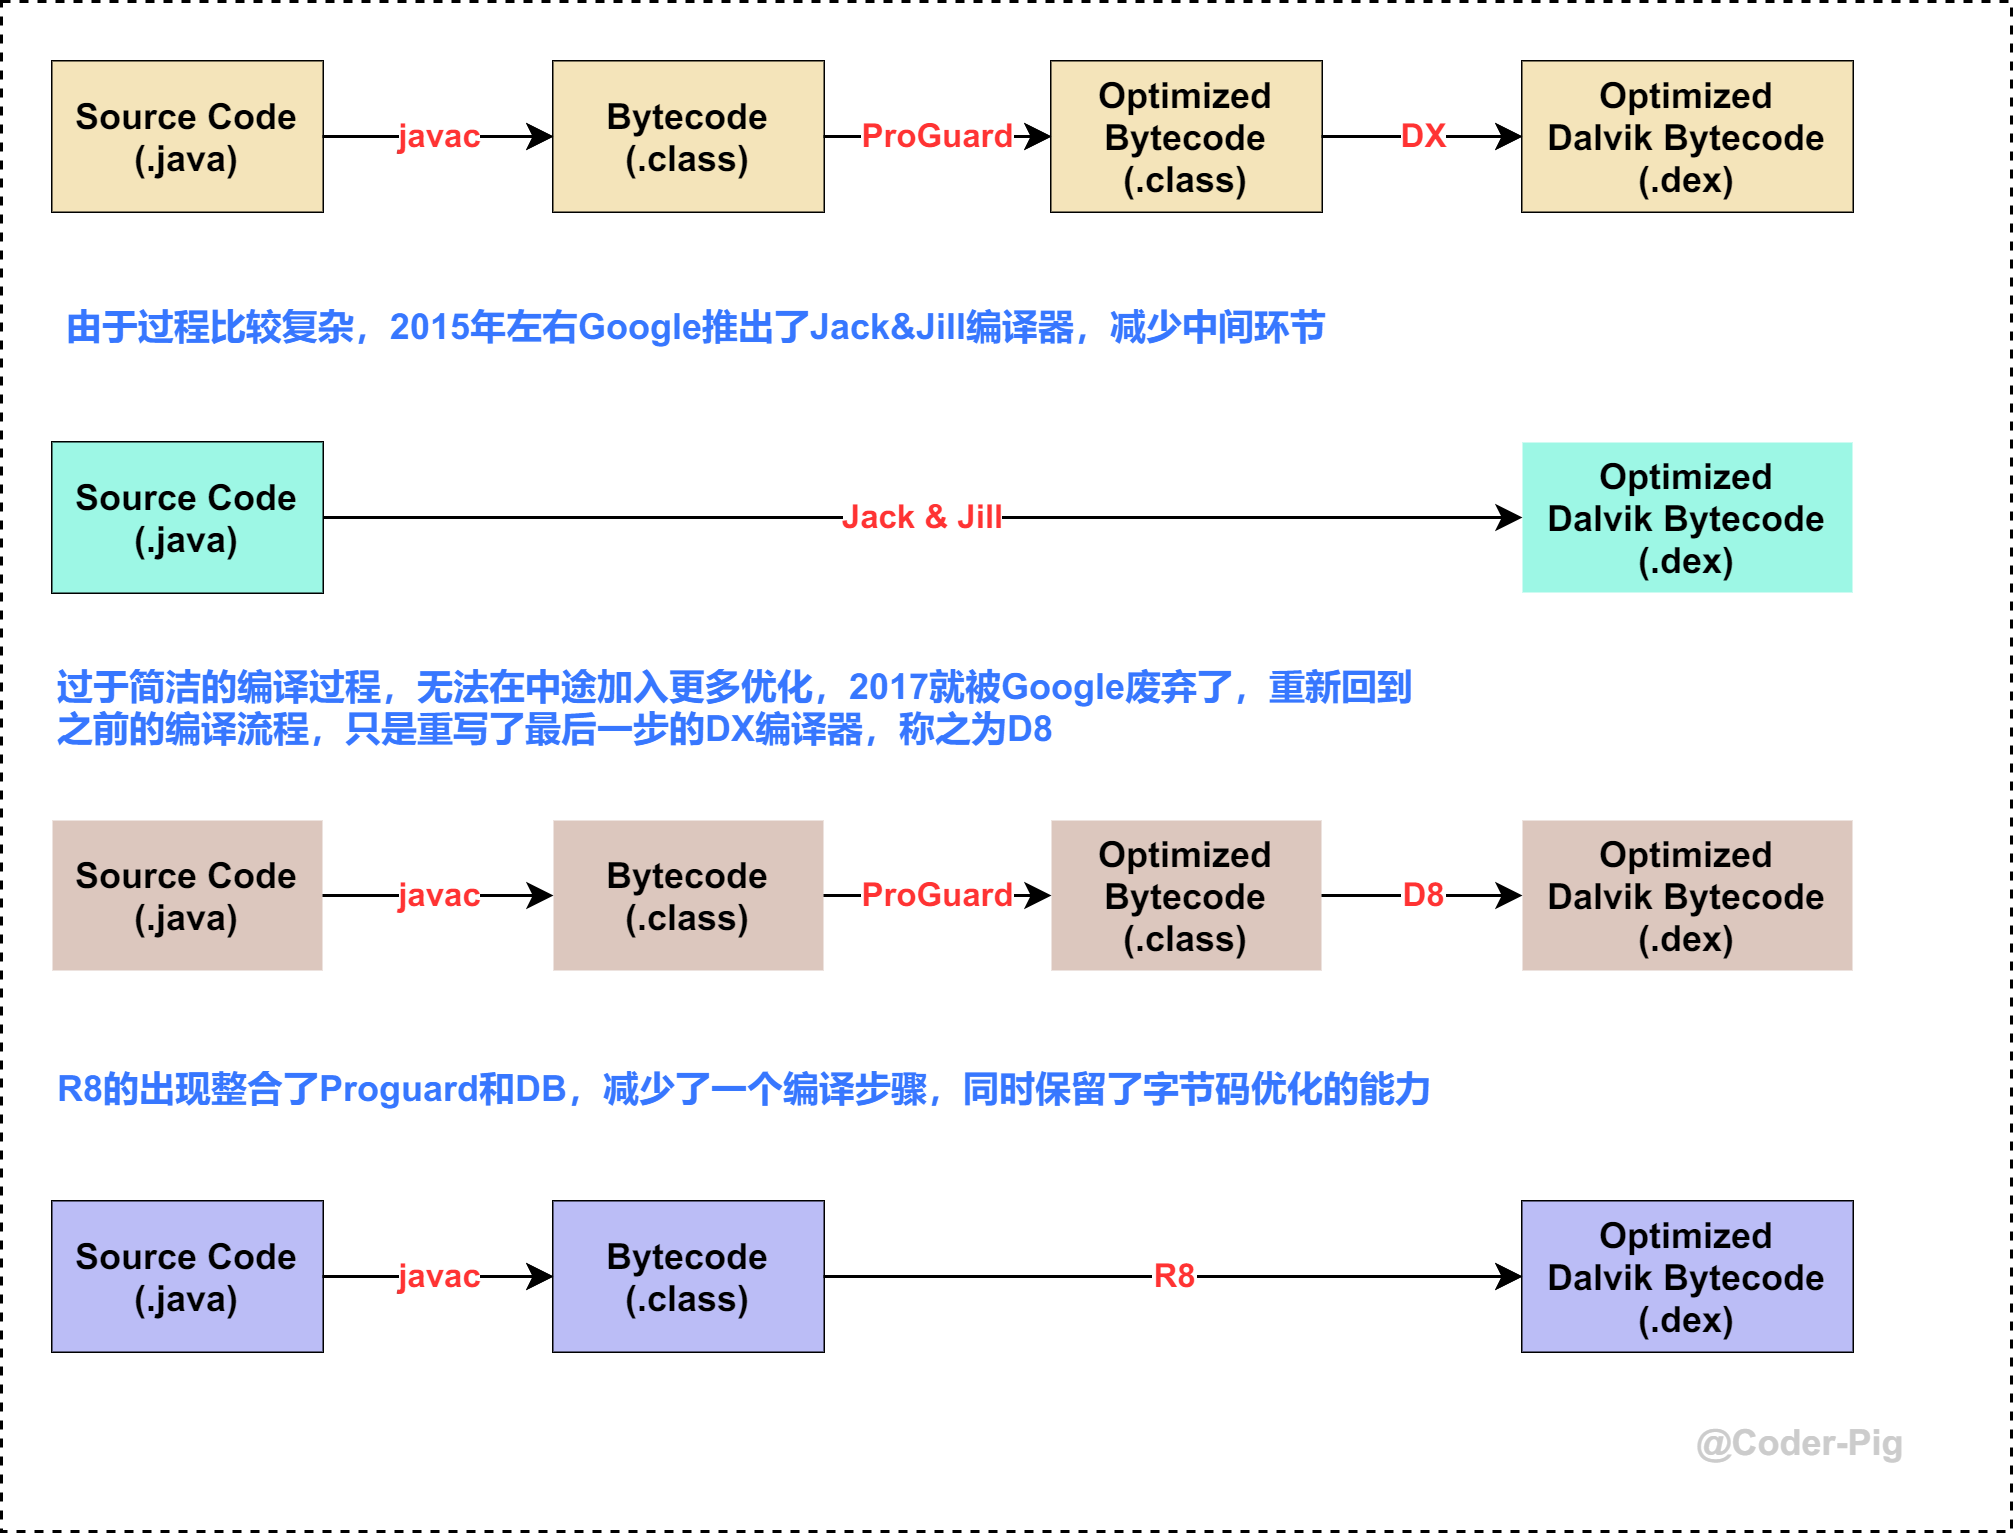 Source Code
(.java)
javac
Bytecode
(.class)
ProGuard
Optimized
Bytecode
(.class)
DX
Optimized
Dalvik Bytecode
(.dex)
由于过程比较复杂，2015年左右Google推出了Jack&Jill编译器，减少中间环节
Source Code
(.java)
Jack & Jill
Optimized
Dalvik Bytecode
(.dex)
过于简洁的编译过程，无法在中途加入更多优化，2017就被Google废弃了，重新回到
之前的编译流程，只是重写了最后一步的DX编译器，称之为D8
Source Code
(.java)
javac
Bytecode
(.class)
ProGuard
Optimized
Bytecode
(.class)
D8
Optimized
Dalvik Bytecode
(.dex)
R8的出现整合了Proguard和DB，减少了一个编译步骤，同时保留了字节码优化的能力
Source Code
(.java)
javac
Bytecode
(.class)
R8
Optimized
Dalvik Bytecode
(.dex)
@Coder-Pig